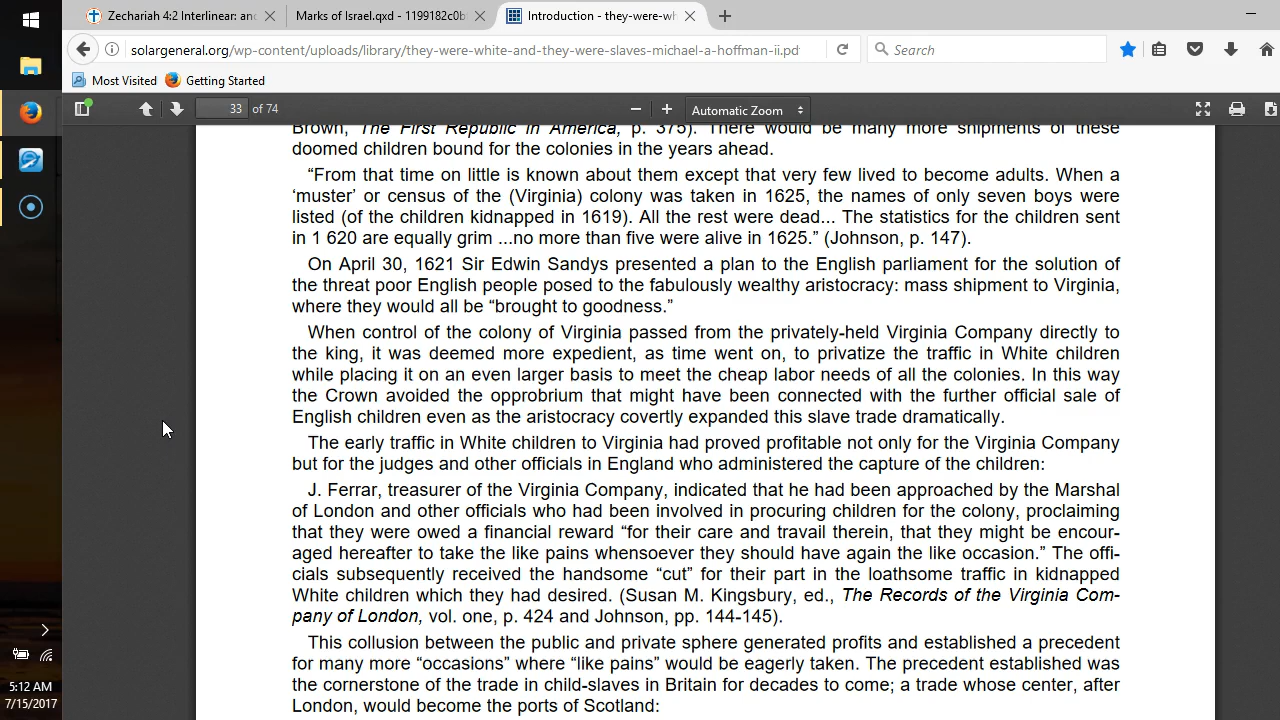 Zechariah 4:2 Interlinear: and
Marks of Israel.qxd - 1199182c0b
Introduction - they-were-wh
solargeneral.org/wp-content/uploads/library/they-were-white-and-they-were-slaves-michael-a-hoffman-ii.pdf
Search
Most Visited
Getting Started
33 of 74
Automatic Zoom
Brown, The First Republic in America, p. 375). There would be many more shipments of these
doomed children bound for the colonies in the years ahead.
“From that time on little is known about them except that very few lived to become adults. When a
‘muster’ or census of the (Virginia) colony was taken in 1625, the names of only seven boys were
listed (of the children kidnapped in 1619). All the rest were dead... The statistics for the children sent
in 1 620 are equally grim ...no more than five were alive in 1625.” (Johnson, p. 147).
On April 30, 1621 Sir Edwin Sandys presented a plan to the English parliament for the solution of
the threat poor English people posed to the fabulously wealthy aristocracy: mass shipment to Virginia,
where they would all be “brought to goodness.”
When control of the colony of Virginia passed from the privately-held Virginia Company directly to
the king, it was deemed more expedient, as time went on, to privatize the traffic in White children
while placing it on an even larger basis to meet the cheap labor needs of all the colonies. In this way
the Crown avoided the opprobrium that might have been connected with the further official sale of
English children even as the aristocracy covertly expanded this slave trade dramatically.
The early traffic in White children to Virginia had proved profitable not only for the Virginia Company
but for the judges and other officials in England who administered the capture of the children:
J. Ferrar, treasurer of the Virginia Company, indicated that he had been approached by the Marshal
of London and other officials who had been involved in procuring children for the colony, proclaiming
that they were owed a financial reward “for their care and travail therein, that they might be encour-
aged hereafter to take the like pains whensoever they should have again the like occasion.” The offi-
cials subsequently received the handsome “cut” for their part in the loathsome traffic in kidnapped
White children which they had desired. (Susan M. Kingsbury, ed., The Records of the Virginia Com-
pany of London, vol. one, p. 424 and Johnson, pp. 144-145).
This collusion between the public and private sphere generated profits and established a precedent
for many more “occasions” where “like pains” would be eagerly taken. The precedent established was
the cornerstone of the trade in child-slaves in Britain for decades to come; a trade whose center, after
London, would become the ports of Scotland:
5:12 AM
7/15/2017